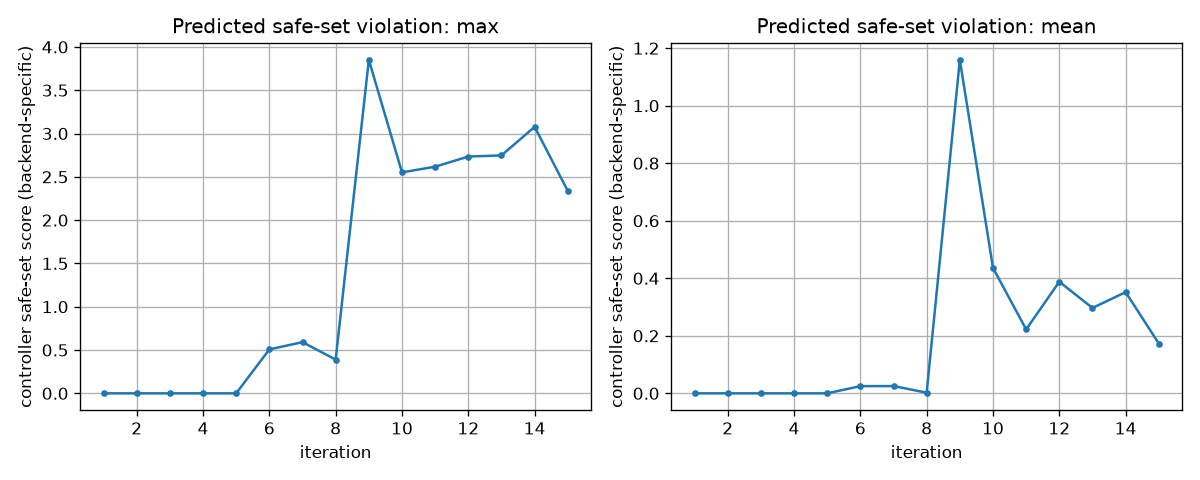 Predicted safe-set violation: max
controller safe-set score (backend-specific)
4.0
3.5
3.0
2.5
2.0
1.5
1.0
0.5
0.0
2 4 6 8 10 12 14
iteration
Predicted safe-set violation: mean
controller safe-set score (backend-specific)
1.2
1.0
0.8
0.6
0.4
0.2
0.0
2 4 6 8 10 12 14
iteration